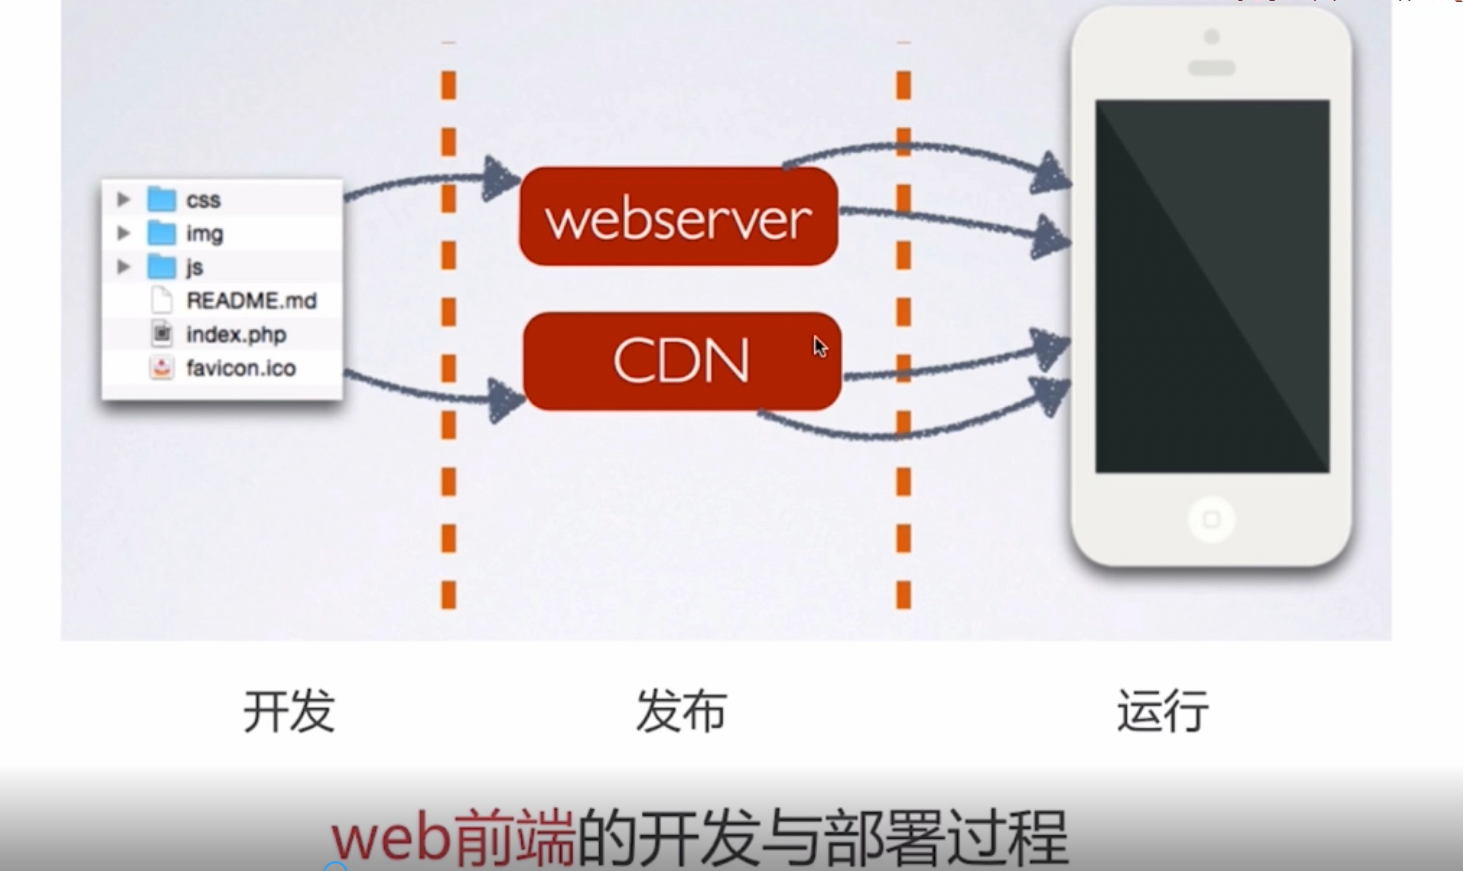 css
img
js
README.md
index.php
favicon.ico
webserver
CDN
开发
发布
运行
web前端的开发与部署过程